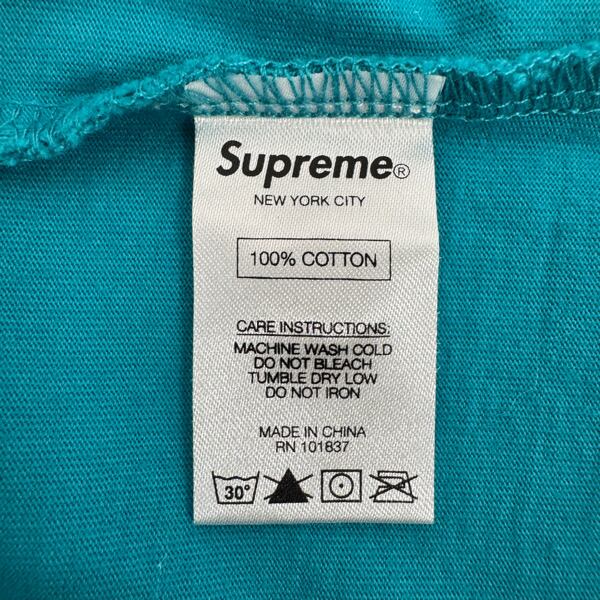 Supreme®
NEW YORK CITY
100% COTTON
CARE INSTRUCTIONS:
MACHINE WASH COLD
DO NOT BLEACH
TUMBLE DRY LOW
DO NOT IRON
MADE IN CHINA
RN 101837
30°